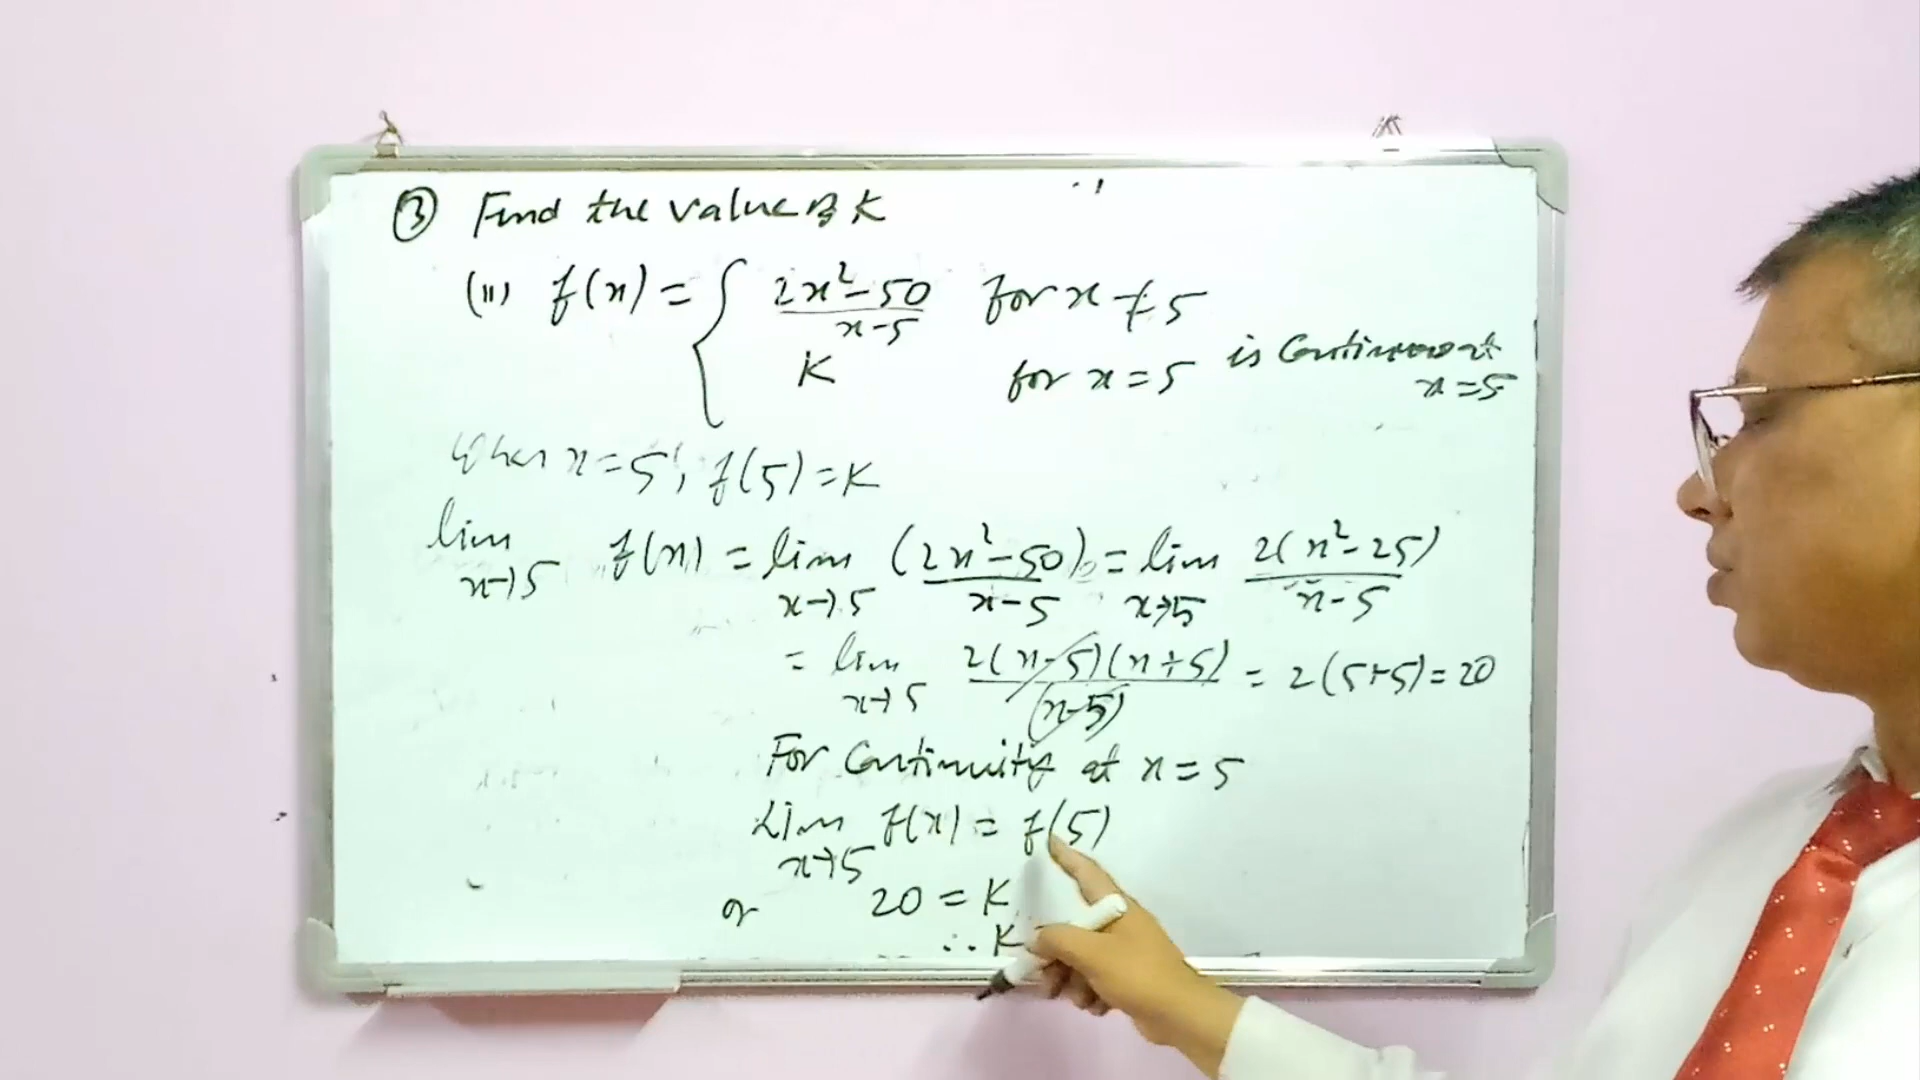 ③ Find the value of K
(ii) f(x) = { 2x²-50 / x-5 for x ≠ 5
K for x = 5 is Continuous at x = 5
When x = 5, f(5) = K
lim x→5 f(x) = lim x→5 (2x²-50) / x-5 = lim x→5 2(x²-25) / x-5
= lim x→5 2(x-5)(x+5) / (x-5) = 2(5+5) = 20
For Continuity at x = 5
Lim x→5 f(x) = f(5)
or 20 = K
∴ K